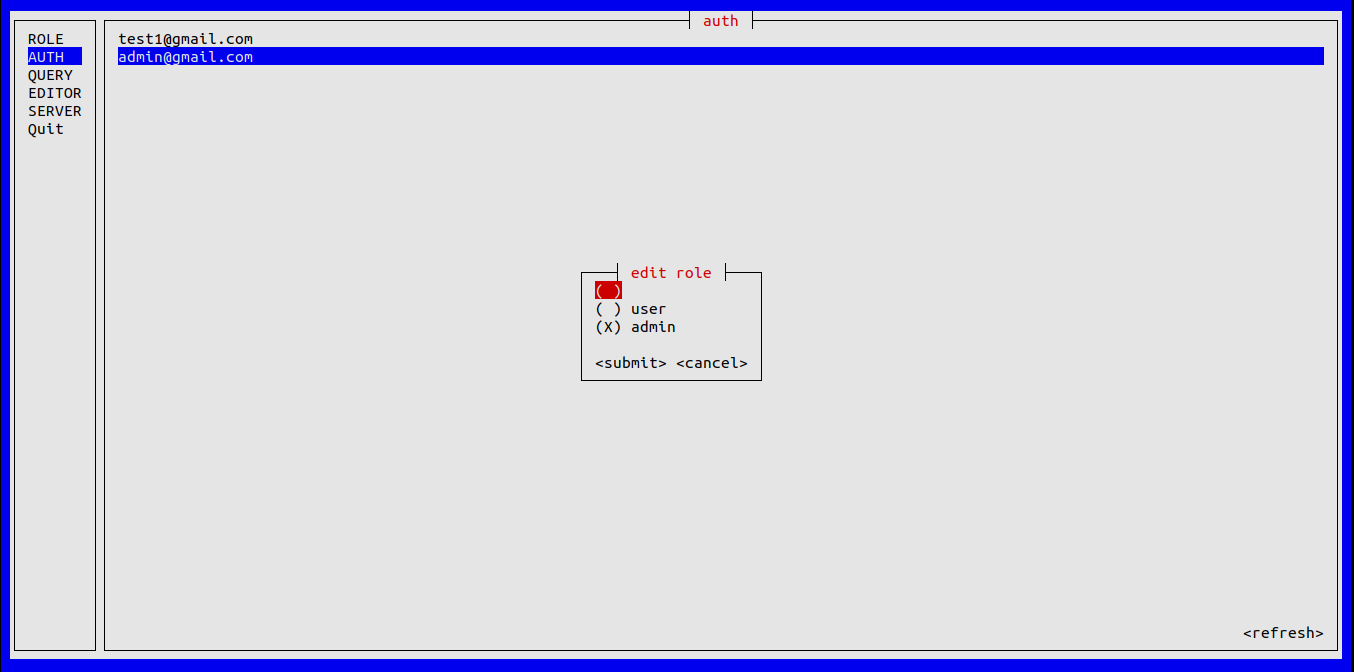 auth
ROLE
AUTH
QUERY
EDITOR
SERVER
Quit
test1@gmail.com
admin@gmail.com
edit role
( )
( ) user
(X) admin
<submit> <cancel>
<refresh>